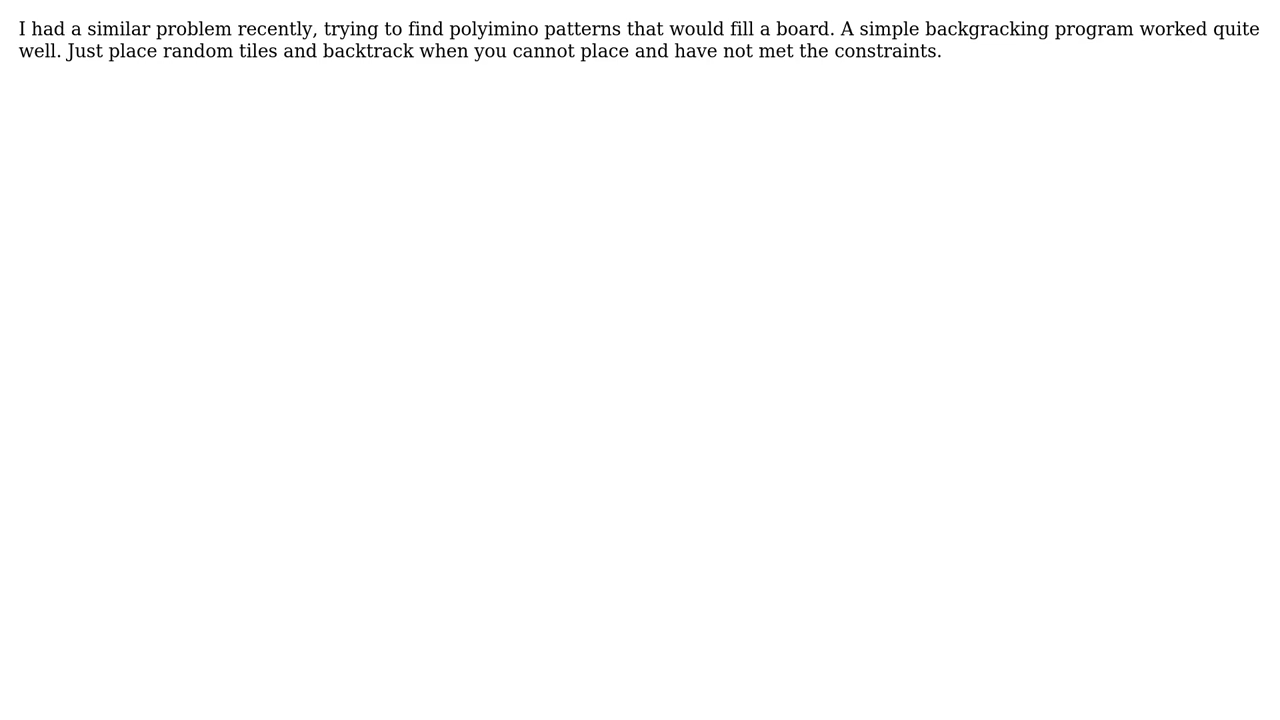 I had a similar problem recently, trying to find polyimino patterns that would fill a board. A simple backgracking program worked quite
well. Just place random tiles and backtrack when you cannot place and have not met the constraints.